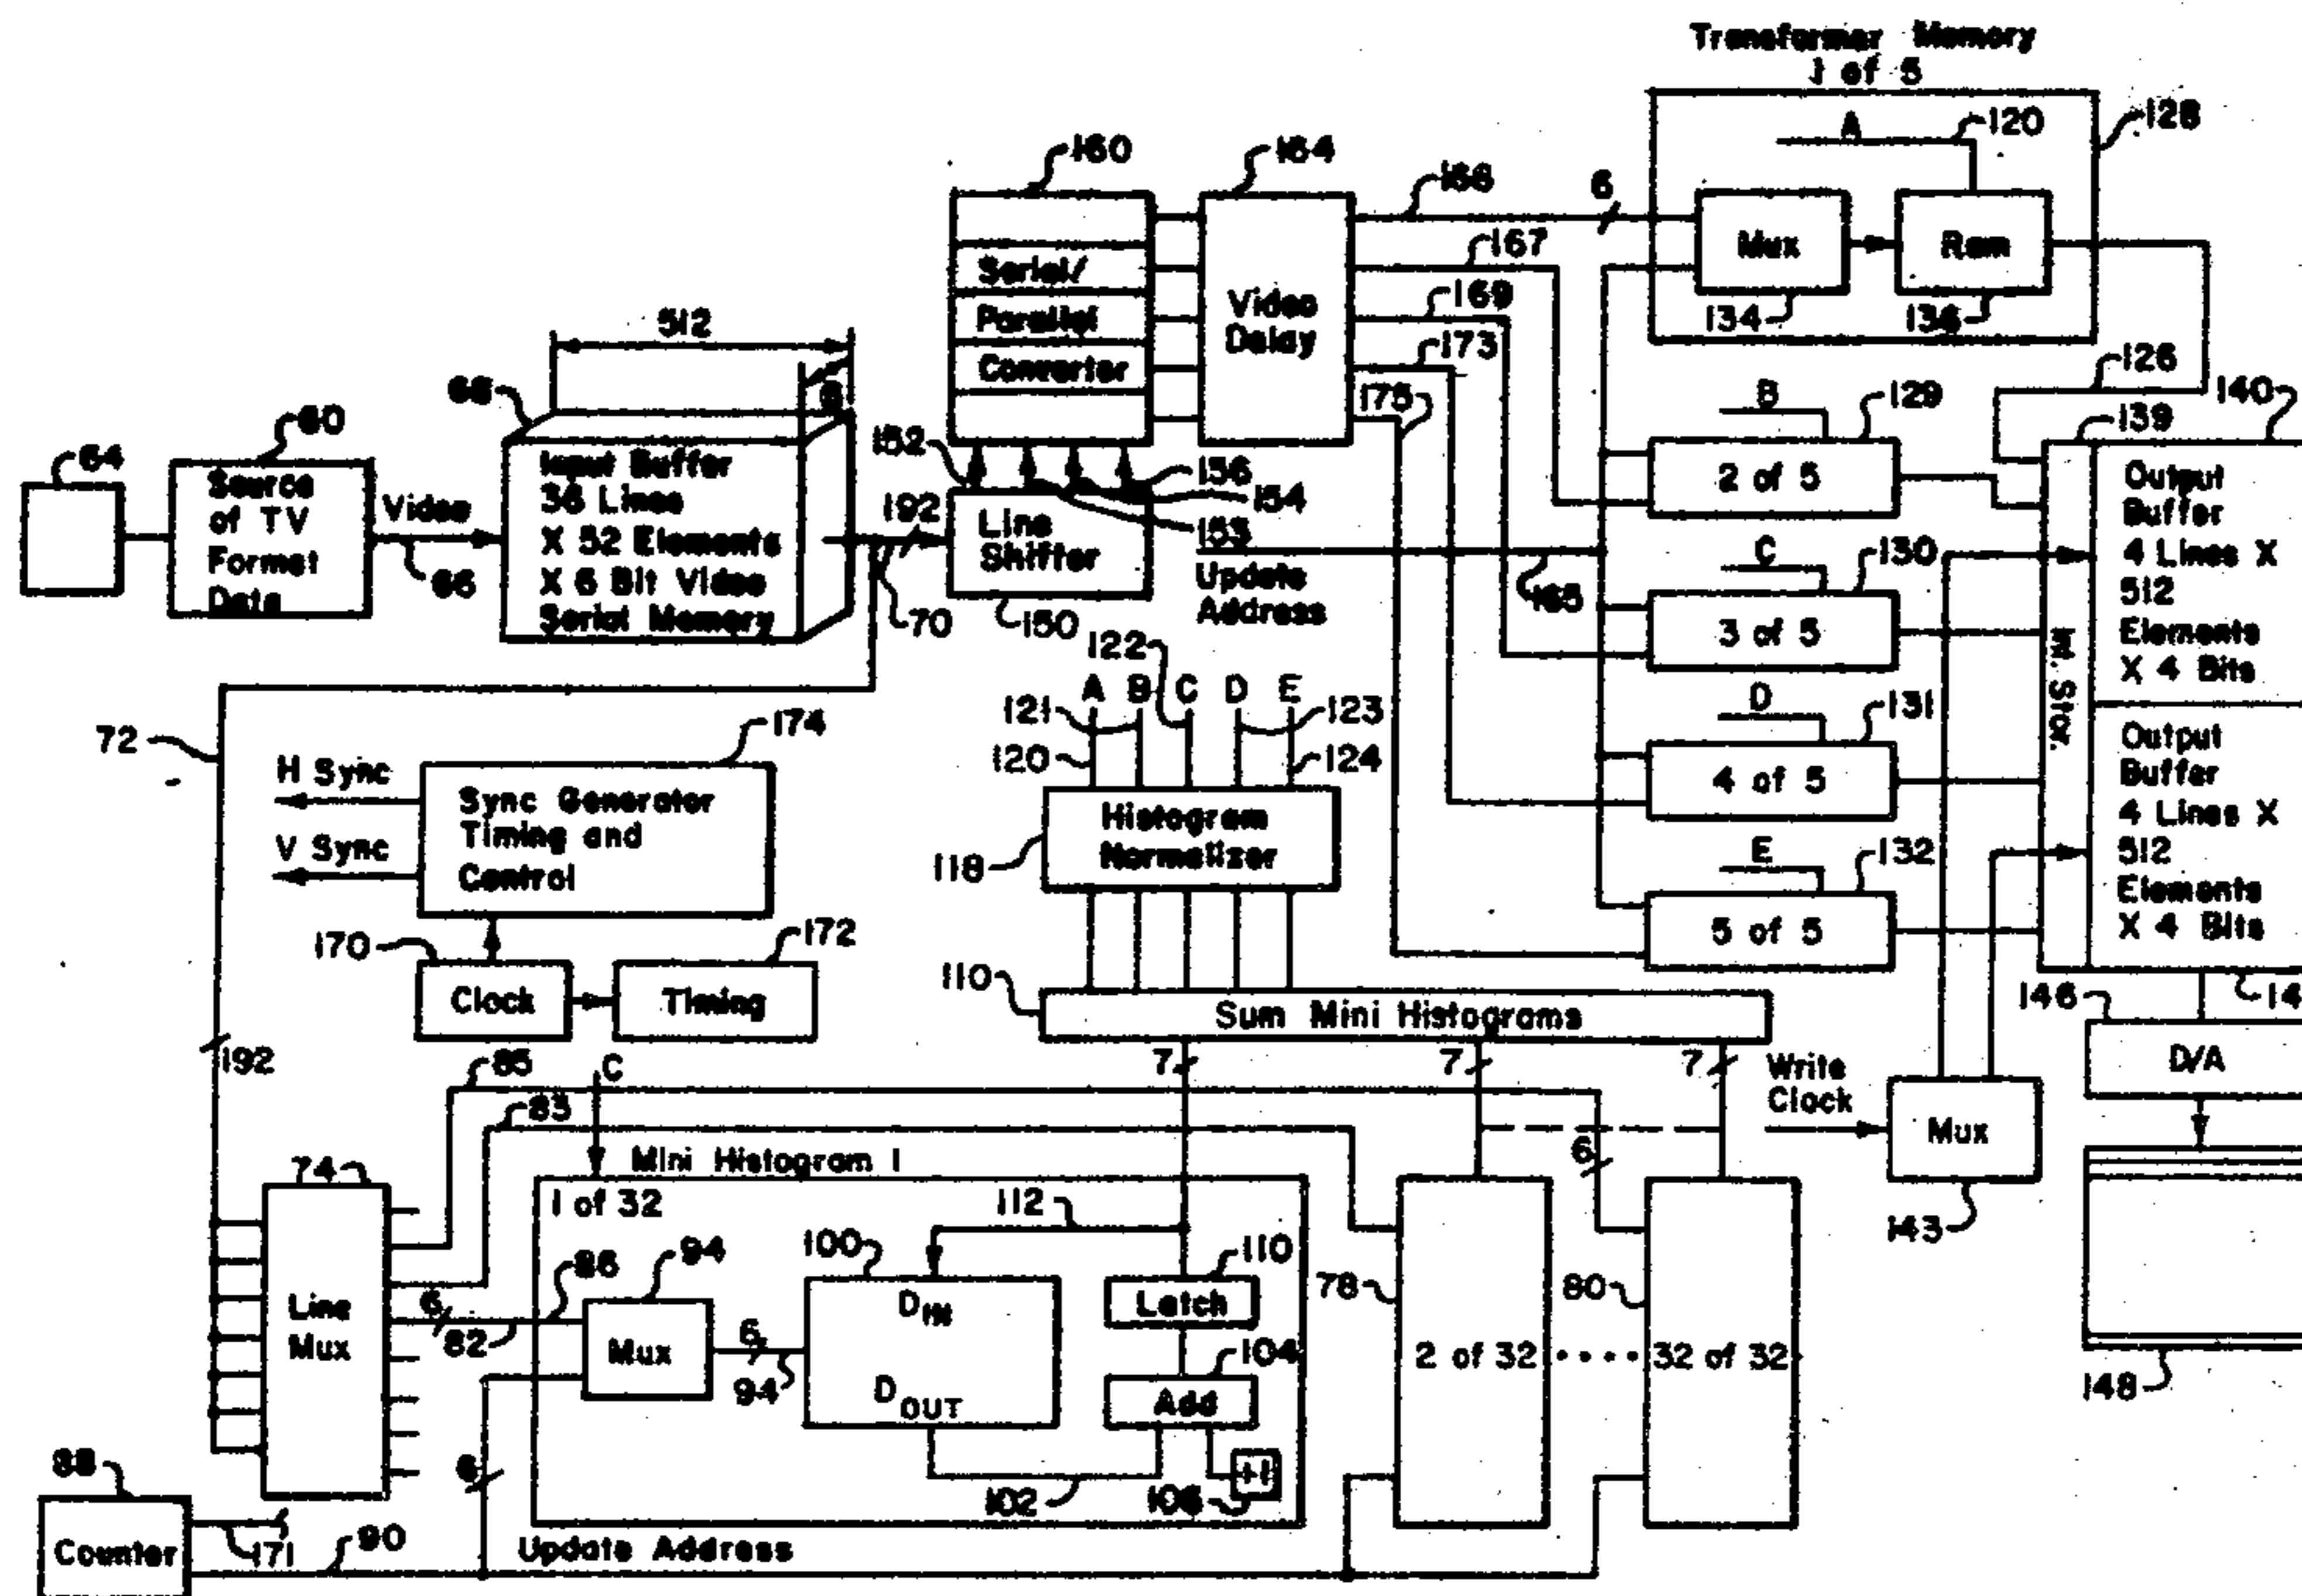 Transformer Memory
1 of 5
A
120
128
160
164
168
6
167
Mux
Ram
169
134
136
Serial/
Parallel
Converter
Video
Delay
173
175
126
140
512
6
B
129
139
60
64
Source
of TV
Format
Data
Video
66
Input Buffer
36 Lines
X 52 Elements
X 6 Bit Video
Serial Memory
152
156
154
153
192
Line
Shifter
150
70
2 of 5
Output
Buffer
4 Lines X
512
Elements
X 4 Bits
C
130
Update
Address
165
3 of 5
Int. Stor.
122
A B C D E
121
123
120
124
D
131
4 of 5
Output
Buffer
4 Lines X
512
Elements
X 4 Bits
72
174
H Sync
V Sync
Sync Generator
Timing and
Control
Histogram
Normalizer
118
E
132
5 of 5
170
172
Clock
Timing
110
Sum Mini Histograms
146
14
D/A
192
85
C
7
7
7
Write
Clock
83
Mux
143
6
74
Mini Histogram 1
1 of 32
112
Line
Mux
6
82
86
94
Mux
6
94
100
D IN
D OUT
110
Latch
104
Add
+1
102
106
78
2 of 32
80
32 of 32
148
88
Counter
171
90
6
Update Address